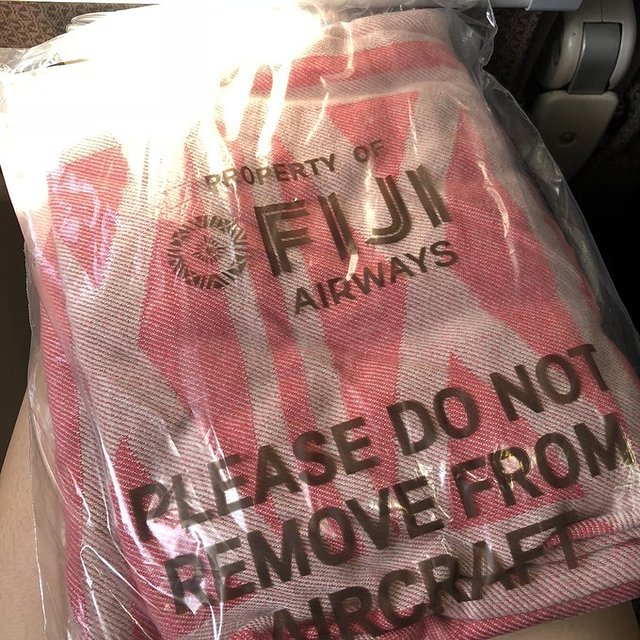 PROPERTY OF
FIJI
AIRWAYS
PLEASE DO NOT
REMOVE FROM
AIRCRAFT